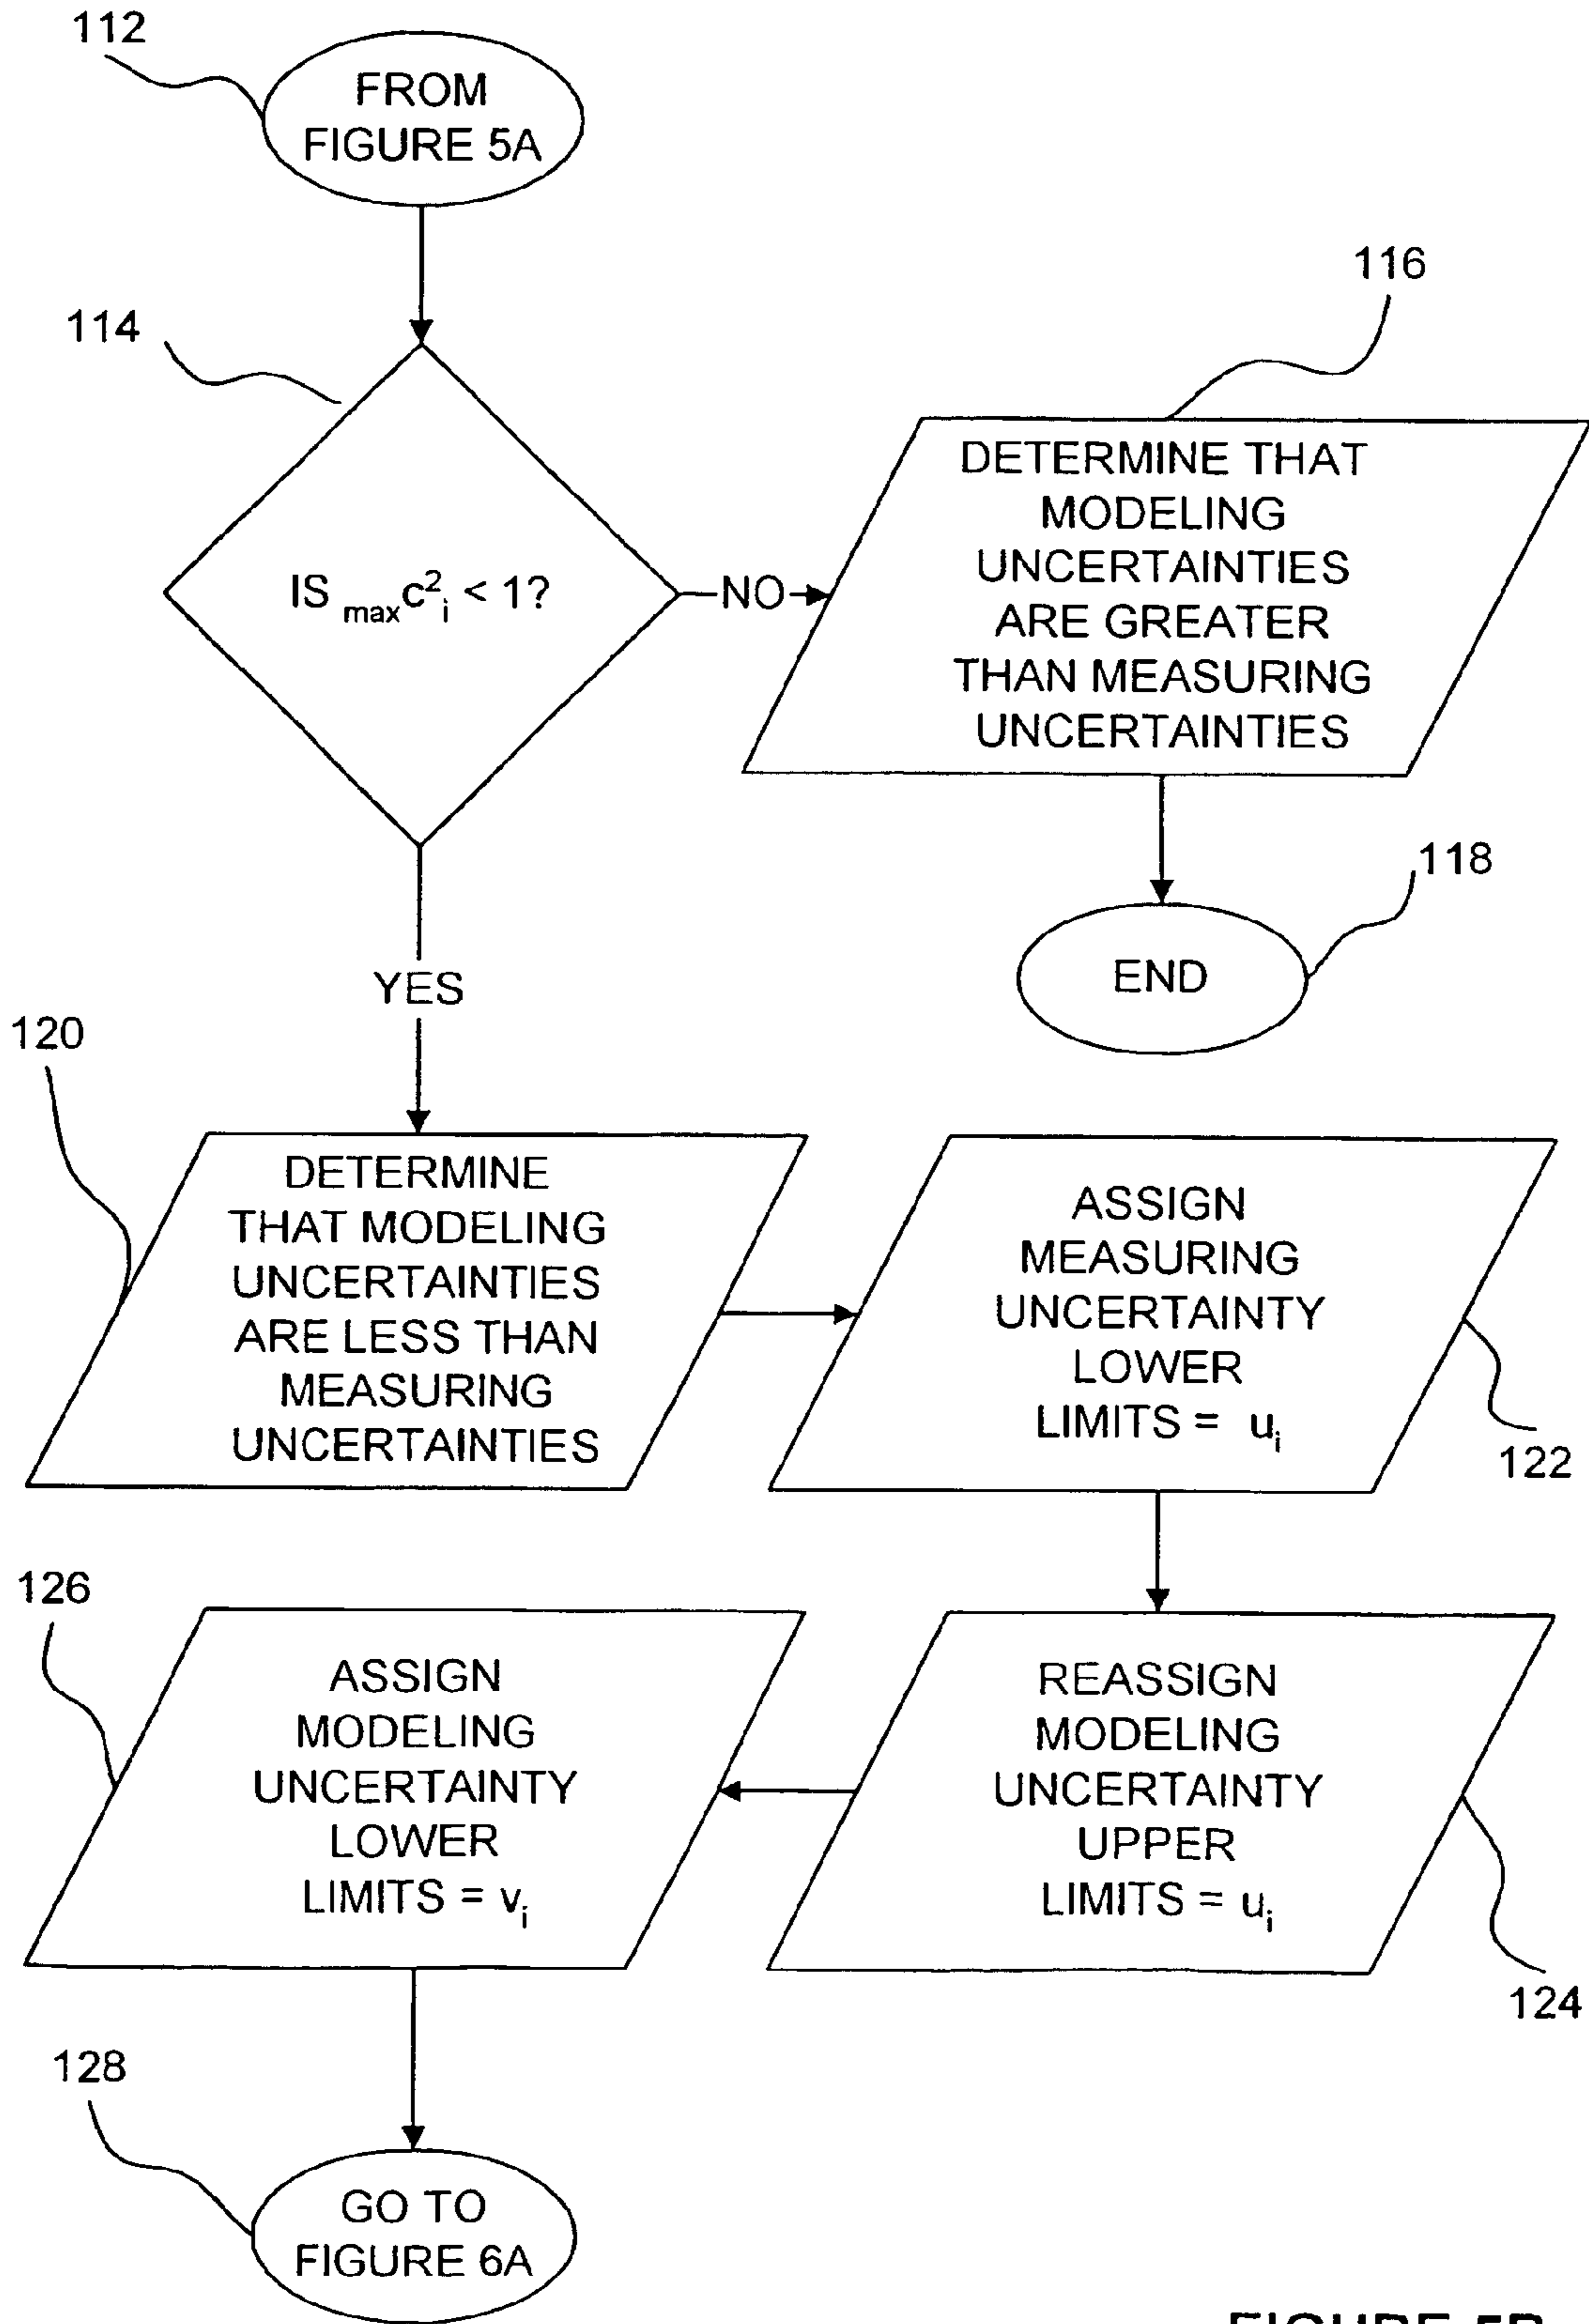 112
FROM
FIGURE 5A
114
IS maxc²i < 1?
NO
116
DETERMINE THAT
MODELING
UNCERTAINTIES
ARE GREATER
THAN MEASURING
UNCERTAINTIES
118
END
YES
120
DETERMINE
THAT MODELING
UNCERTAINTIES
ARE LESS THAN
MEASURING
UNCERTAINTIES
ASSIGN
MEASURING
UNCERTAINTY
LOWER
LIMITS = ui
122
126
ASSIGN
MODELING
UNCERTAINTY
LOWER
LIMITS = vi
REASSIGN
MODELING
UNCERTAINTY
UPPER
LIMITS = ui
124
128
GO TO
FIGURE 6A
FIGURE 5B